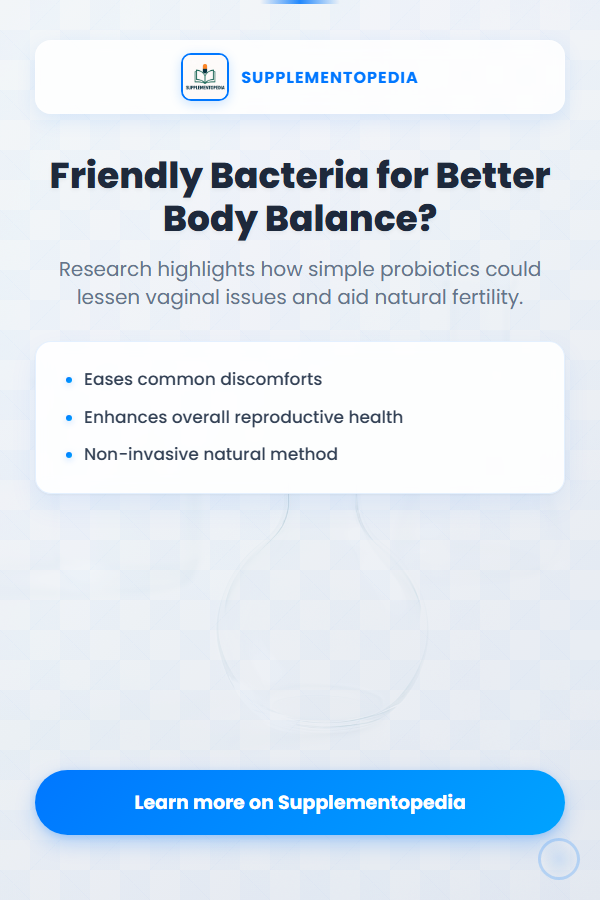 SUPPLEMENTOPEDIA
SUPPLEMENTOPEDIA
Friendly Bacteria for Better
Body Balance?
Research highlights how simple probiotics could
lessen vaginal issues and aid natural fertility.
Eases common discomforts
Enhances overall reproductive health
Non-invasive natural method
Learn more on Supplementopedia